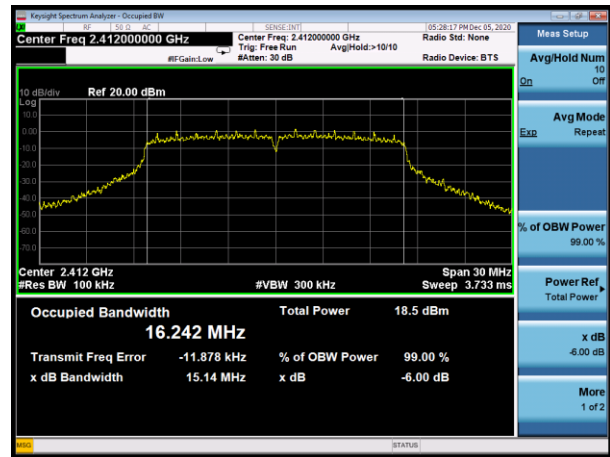 Keysight Spectrum Analyzer - Occupied BW
RF 50 Ω AC SENSE:INT 05:28:17 PM Dec 05, 2020
Center Freq 2.412000000 GHz Center Freq: 2.412000000 GHz Radio Std: None
Trig: Free Run Avg|Hold:>10/10
#IFGain:Low #Atten: 30 dB Radio Device: BTS
10 dB/div Ref 20.00 dBm
Log
10.0
0.00
-10.0
-20.0
-30.0
-40.0
-50.0
-60.0
-70.0
Center 2.412 GHz Span 30 MHz
#Res BW 100 kHz #VBW 300 kHz Sweep 3.733 ms
Occupied Bandwidth Total Power 18.5 dBm
16.242 MHz
Transmit Freq Error -11.878 kHz % of OBW Power 99.00 %
x dB Bandwidth 15.14 MHz x dB -6.00 dB
MSG STATUS
Meas Setup
Avg/Hold Num
10
On Off
Avg Mode
Exp Repeat
% of OBW Power
99.00 %
Power Ref
Total Power
x dB
-6.00 dB
More
1 of 2